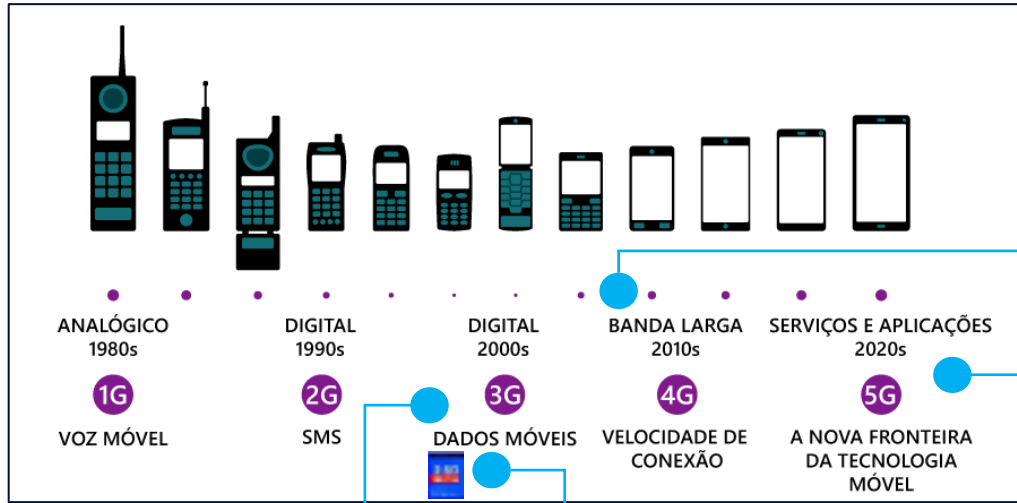 ANALÓGICO
1980s
DIGITAL
1990s
DIGITAL
2000s
BANDA LARGA
2010s
SERVIÇOS E APLICAÇÕES
2020s
1G
2G
3G
4G
5G
VOZ MÓVEL
SMS
DADOS MÓVEIS
VELOCIDADE DE
CONEXÃO
A NOVA FRONTEIRA
DA TECNOLOGIA
MÓVEL